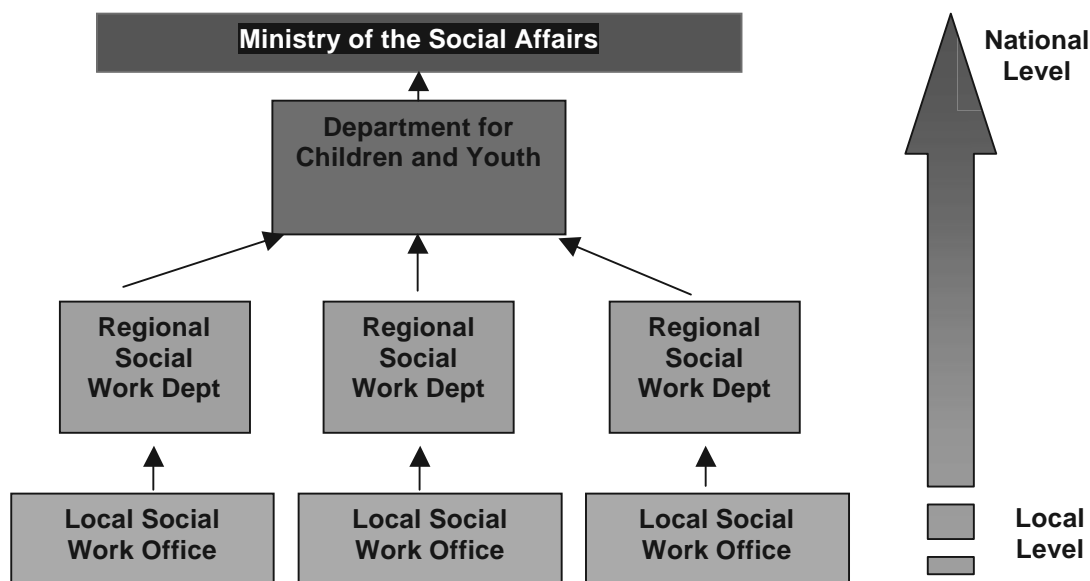 Ministry of the Social Affairs
National
Level
Department for
Children and Youth
Regional
Social
Work Dept
Regional
Social
Work Dept
Regional
Social
Work Dept
Local Social
Work Office
Local Social
Work Office
Local Social
Work Office
Local
Level